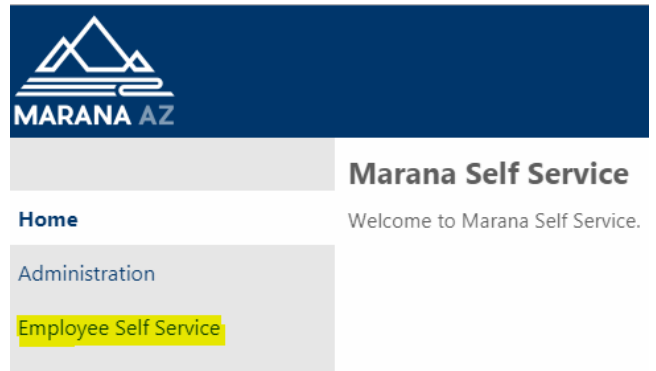 MARANA AZ
Marana Self Service
Home
Welcome to Marana Self Service.
Administration
Employee Self Service